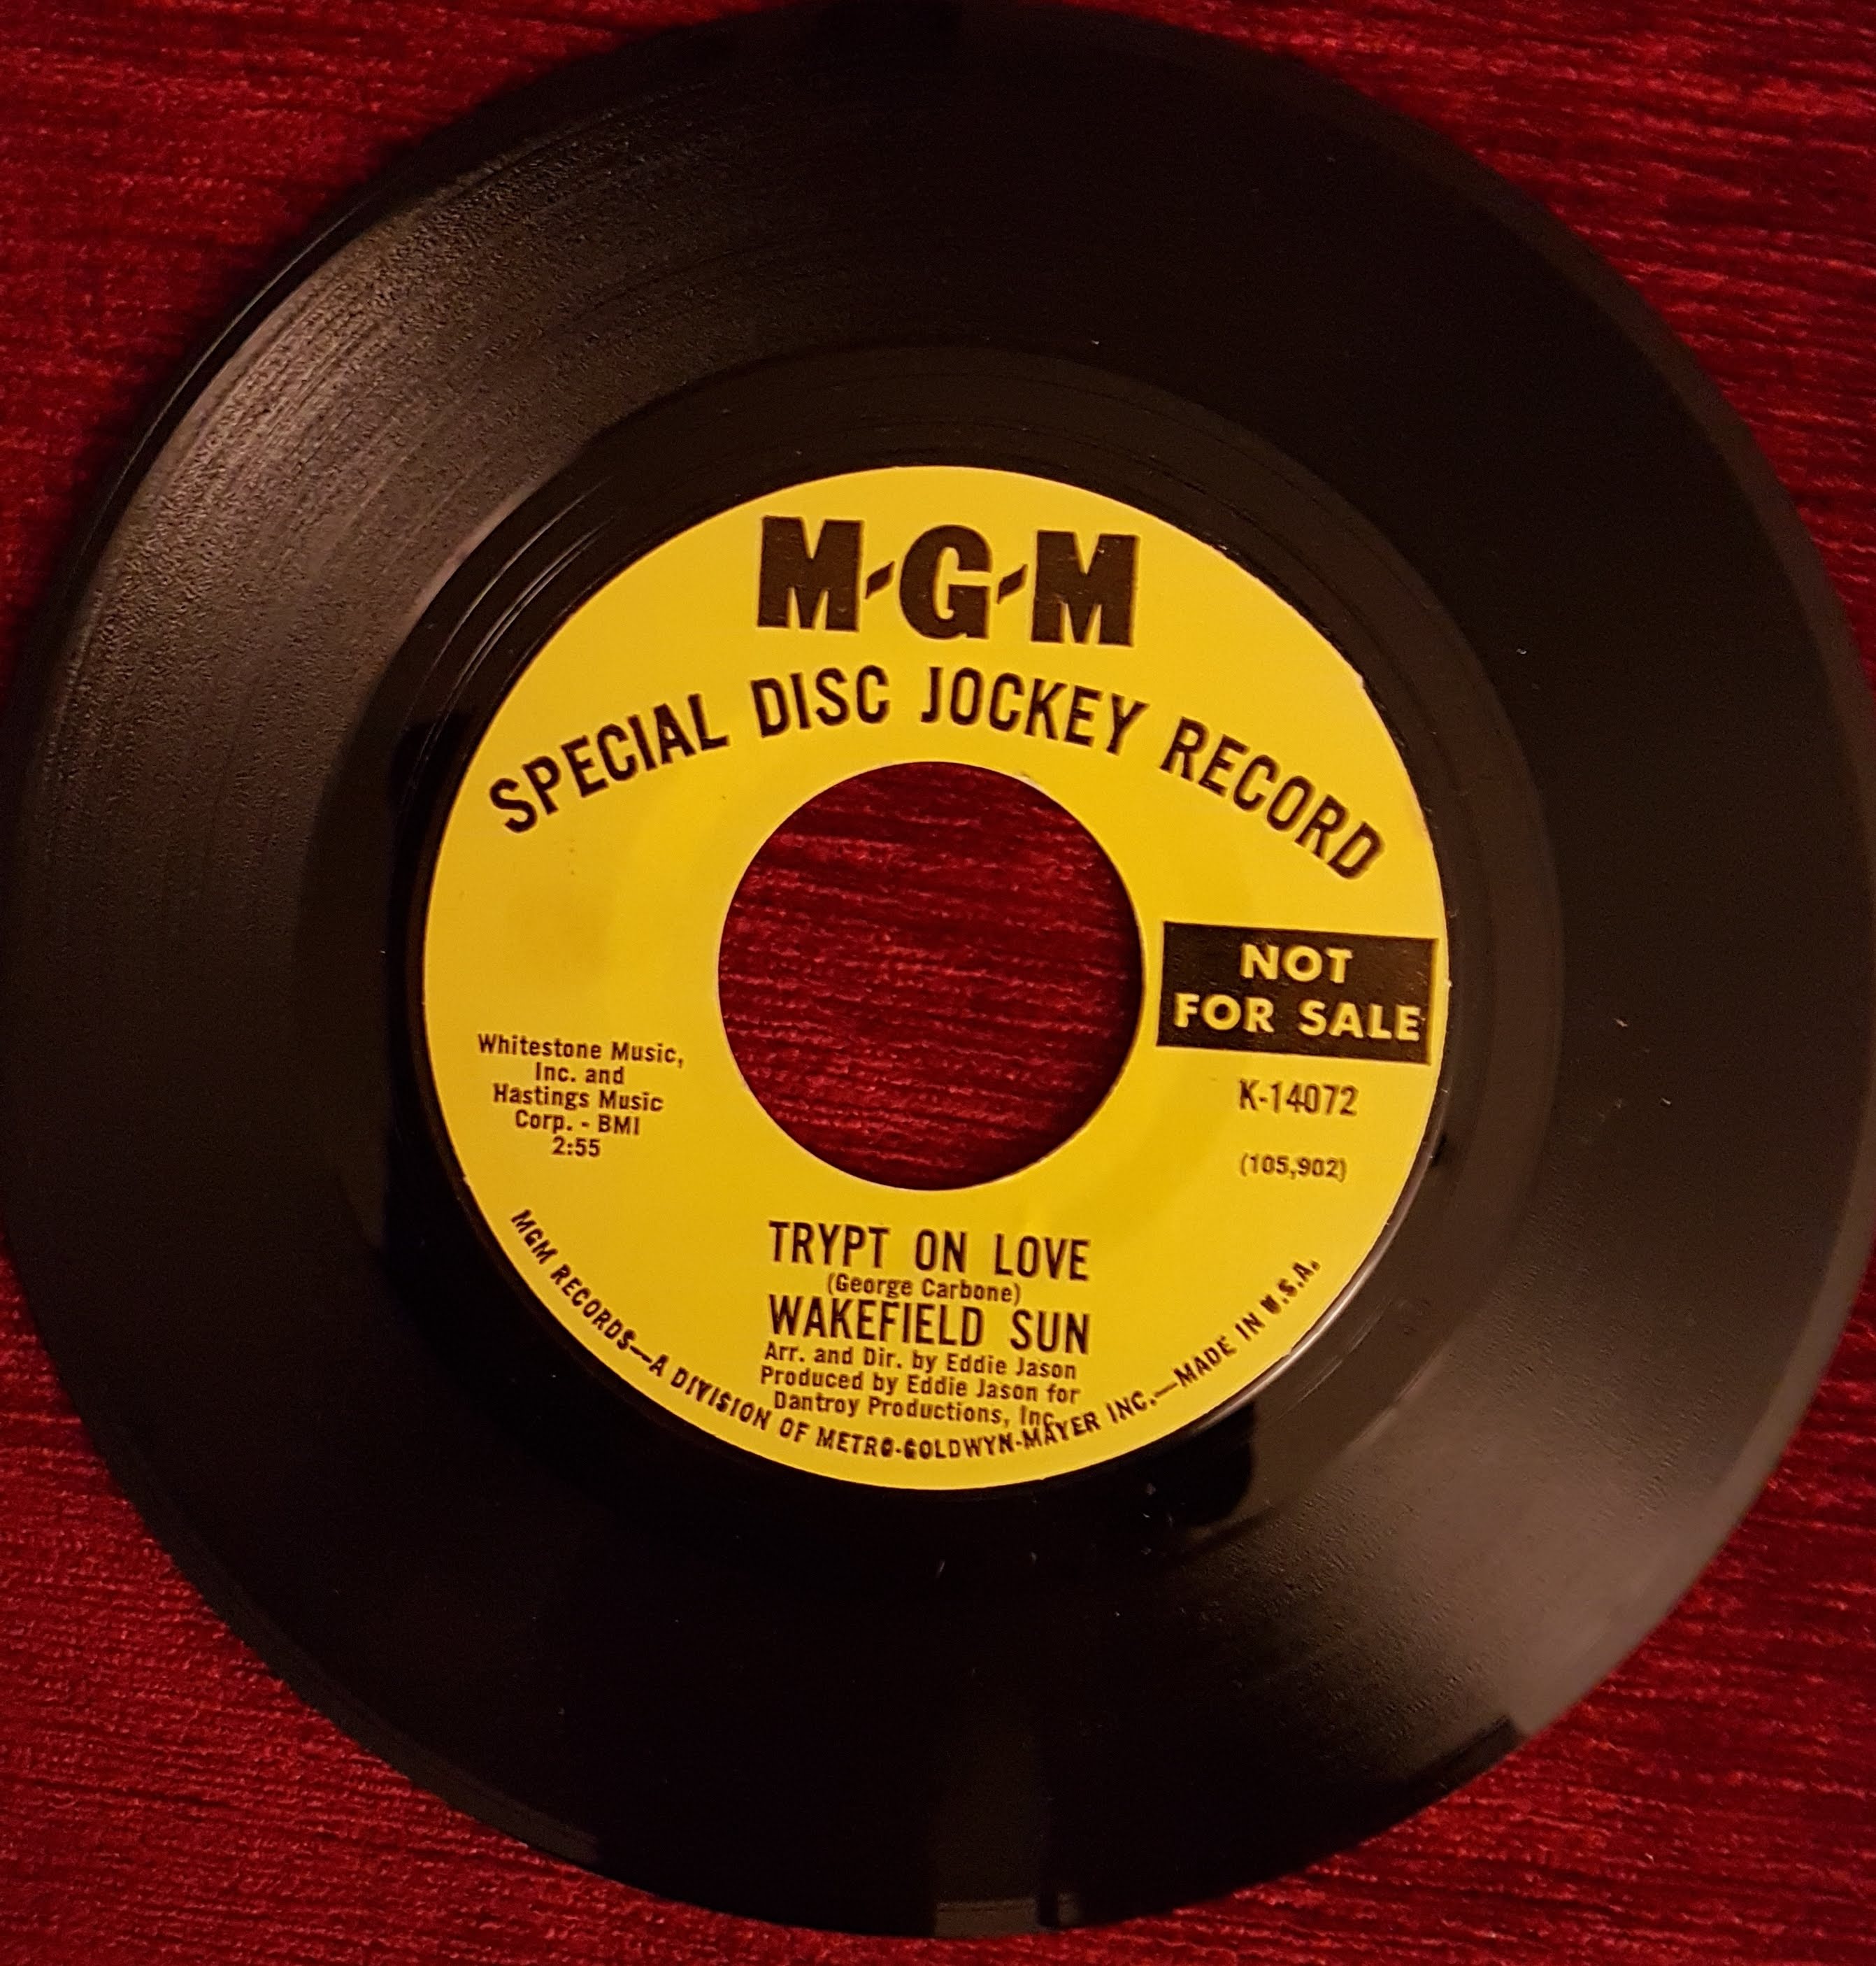 M-G-M
SPECIAL DISC JOCKEY RECORD
NOT
FOR SALE
Whitestone Music,
Inc. and
Hastings Music
Corp. - BMI
2:55
K-14072
(105,902)
TRYPT ON LOVE
(George Carbone)
WAKEFIELD SUN
Arr. and Dir. by Eddie Jason
Produced by Eddie Jason for
Dantroy Productions, Inc.
MGM RECORDS—A DIVISION OF METRO-GOLDWYN-MAYER INC.—MADE IN U.S.A.